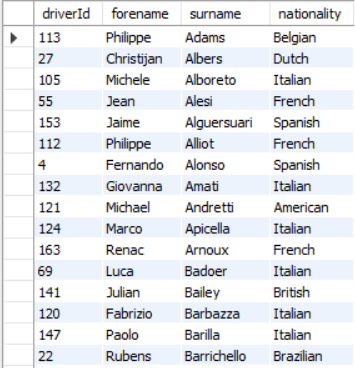 driverId forename surname nationality
113 Philippe Adams Belgian
27 Christijan Albers Dutch
105 Michele Alboreto Italian
55 Jean Alesi French
153 Jaime Alguersuari Spanish
112 Philippe Alliot French
4 Fernando Alonso Spanish
132 Giovanna Amati Italian
121 Michael Andretti American
124 Marco Apicella Italian
163 Renac Arnoux French
69 Luca Badoer Italian
141 Julian Bailey British
120 Fabrizio Barbazza Italian
147 Paolo Barilla Italian
22 Rubens Barrichello Brazilian